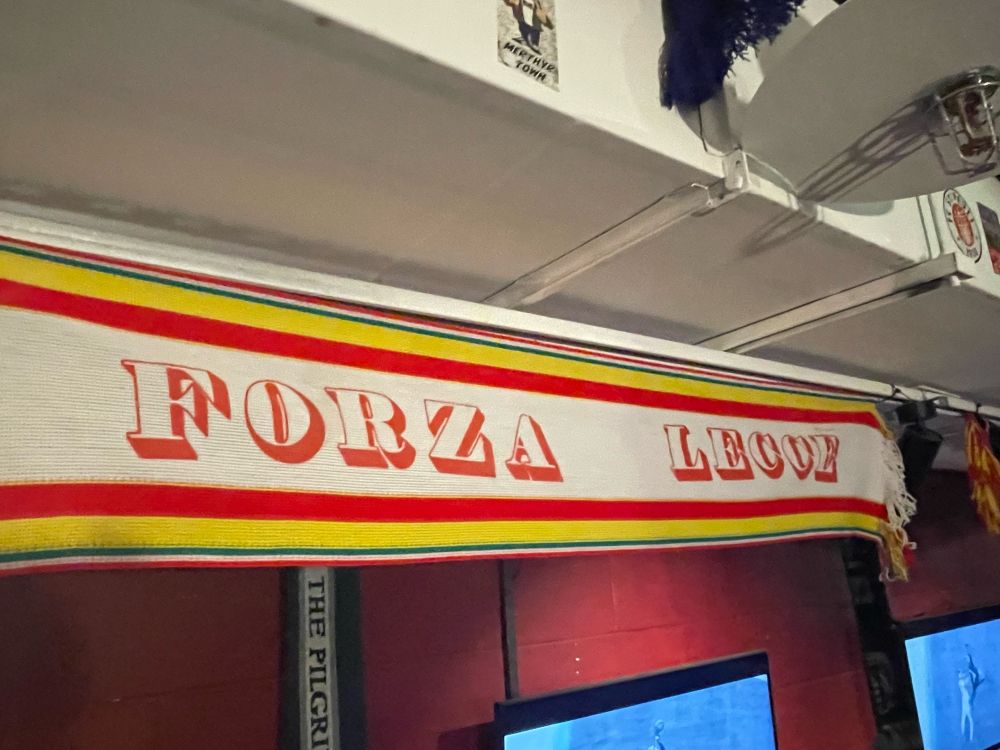 MERTHYR
TOWN
FORZA LECCE
THE PILGRI